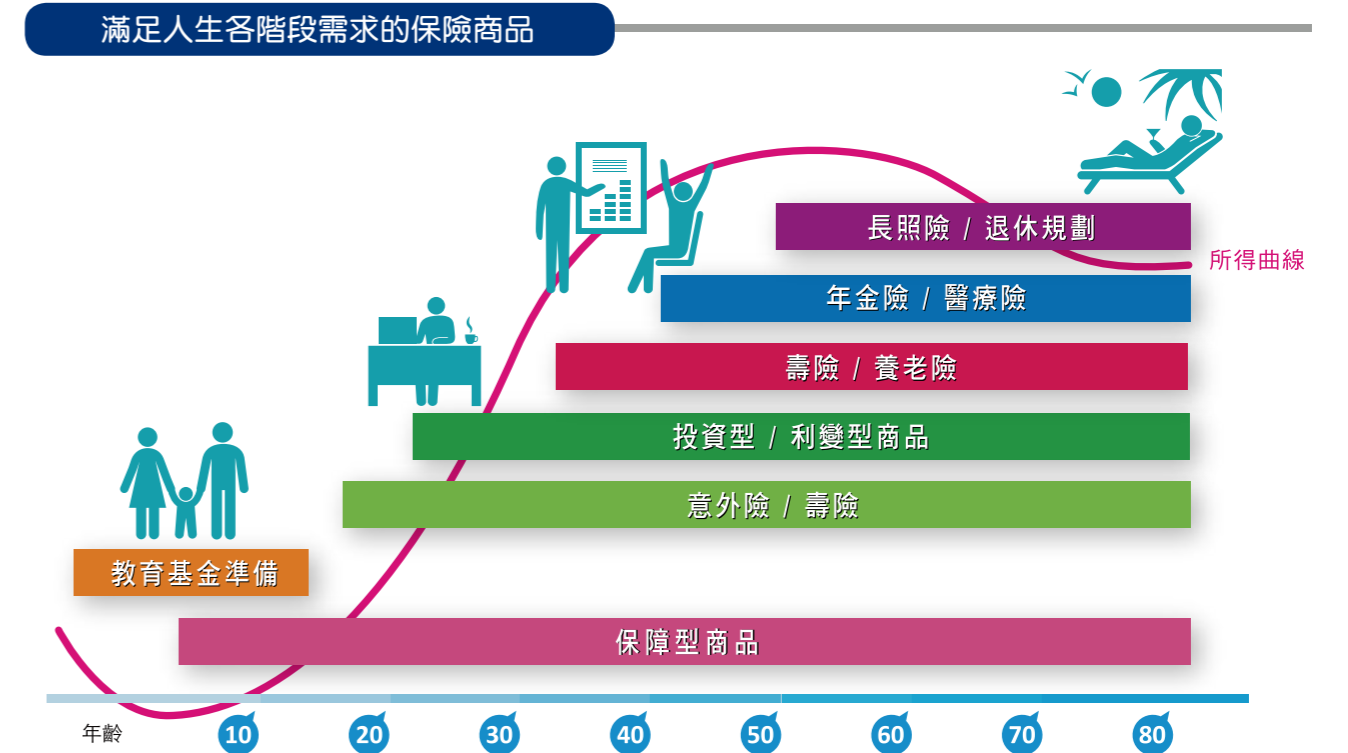 滿足人生各階段需求的保險商品
長照險 / 退休規劃
所得曲線
年金險 / 醫療險
壽險 / 養老險
投資型 / 利變型商品
意外險 / 壽險
教育基金準備
保障型商品
年齡 10 20 30 40 50 60 70 80